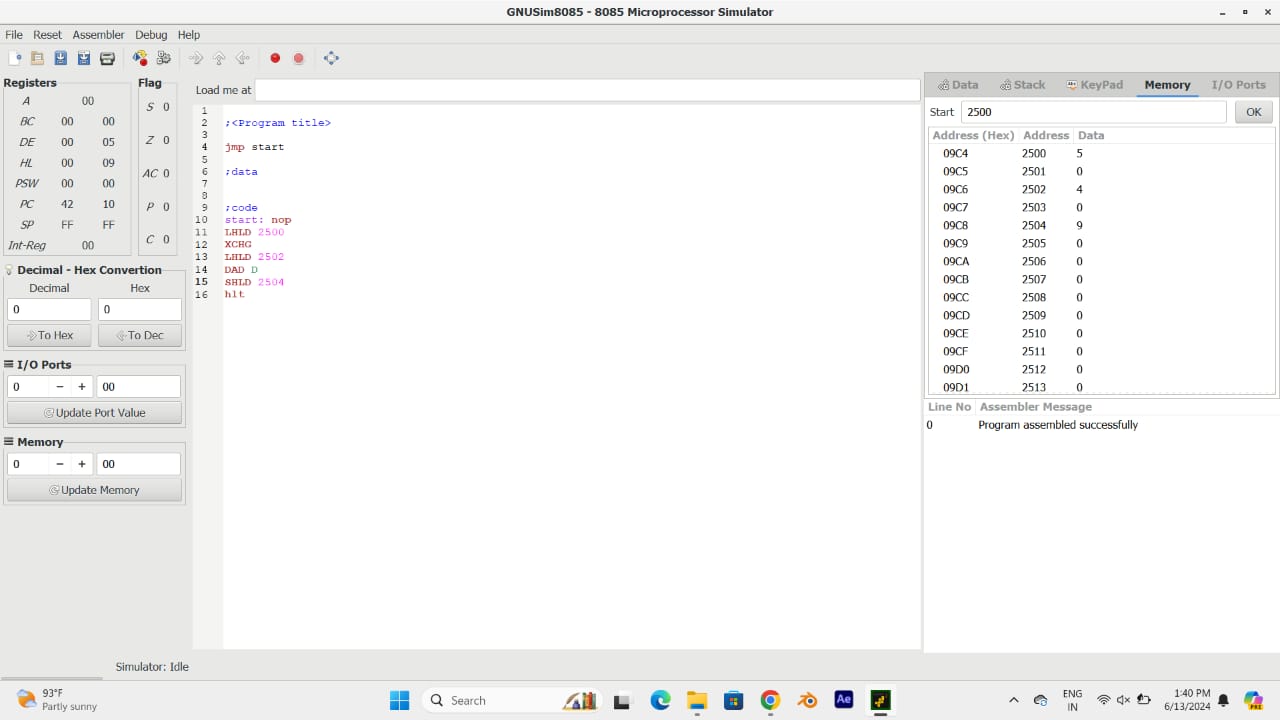 GNUSim8085 - 8085 Microprocessor Simulator
File Reset Assembler Debug Help
Registers
A 00
BC 00 00
DE 00 05
HL 00 09
PSW 00 00
PC 42 10
SP FF FF
Int-Reg 00
Flag
S 0
Z 0
AC 0
P 0
C 0
Decimal - Hex Convertion
Decimal Hex
0 0
To Hex To Dec
I/O Ports
0 − + 00
Update Port Value
Memory
0 − + 00
Update Memory
Load me at
1
2 ;<Program title>
3
4 jmp start
5
6 ;data
7
8
9 ;code
10 start: nop
11 LHLD 2500
12 XCHG
13 LHLD 2502
14 DAD D
15 SHLD 2504
16 hlt
Data Stack KeyPad Memory I/O Ports
Start 2500 OK
Address (Hex) Address Data
09C4 2500 5
09C5 2501 0
09C6 2502 4
09C7 2503 0
09C8 2504 9
09C9 2505 0
09CA 2506 0
09CB 2507 0
09CC 2508 0
09CD 2509 0
09CE 2510 0
09CF 2511 0
09D0 2512 0
09D1 2513 0
Line No Assembler Message
0 Program assembled successfully
Simulator: Idle
93°F
Partly sunny
Search
Ae
ENG
IN
1:40 PM
6/13/2024
PRE